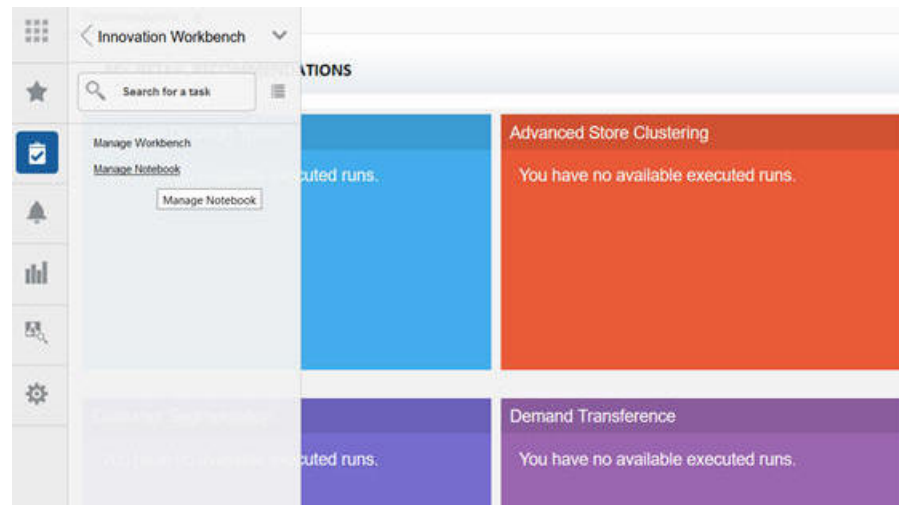 Innovation Workbench
Search for a task
Manage Workbench
Manage Notebook
Manage Notebook
TIONS
Advanced Store Clustering
uted runs.
You have no available executed runs.
Demand Transference
uted runs.
You have no available executed runs.